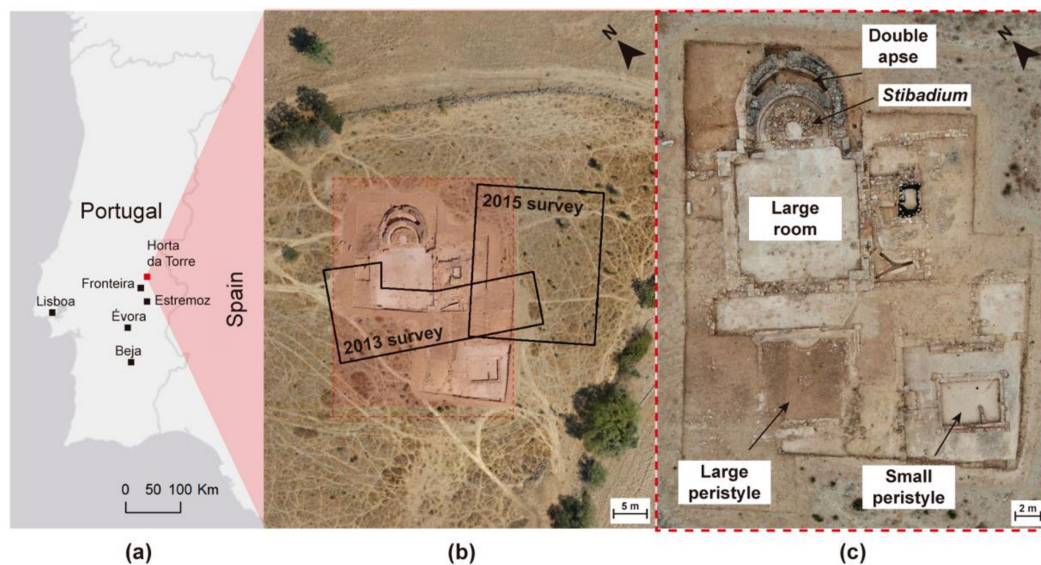 Portugal
Horta
da Torre
Fronteira
Estremoz
Lisboa
Évora
Beja
Spain
0 50 100 Km
(a)
N
2015 survey
2013 survey
5 m
(b)
N
Double
apse
Stibadium
Large
room
Large
peristyle
Small
peristyle
2 m
(c)